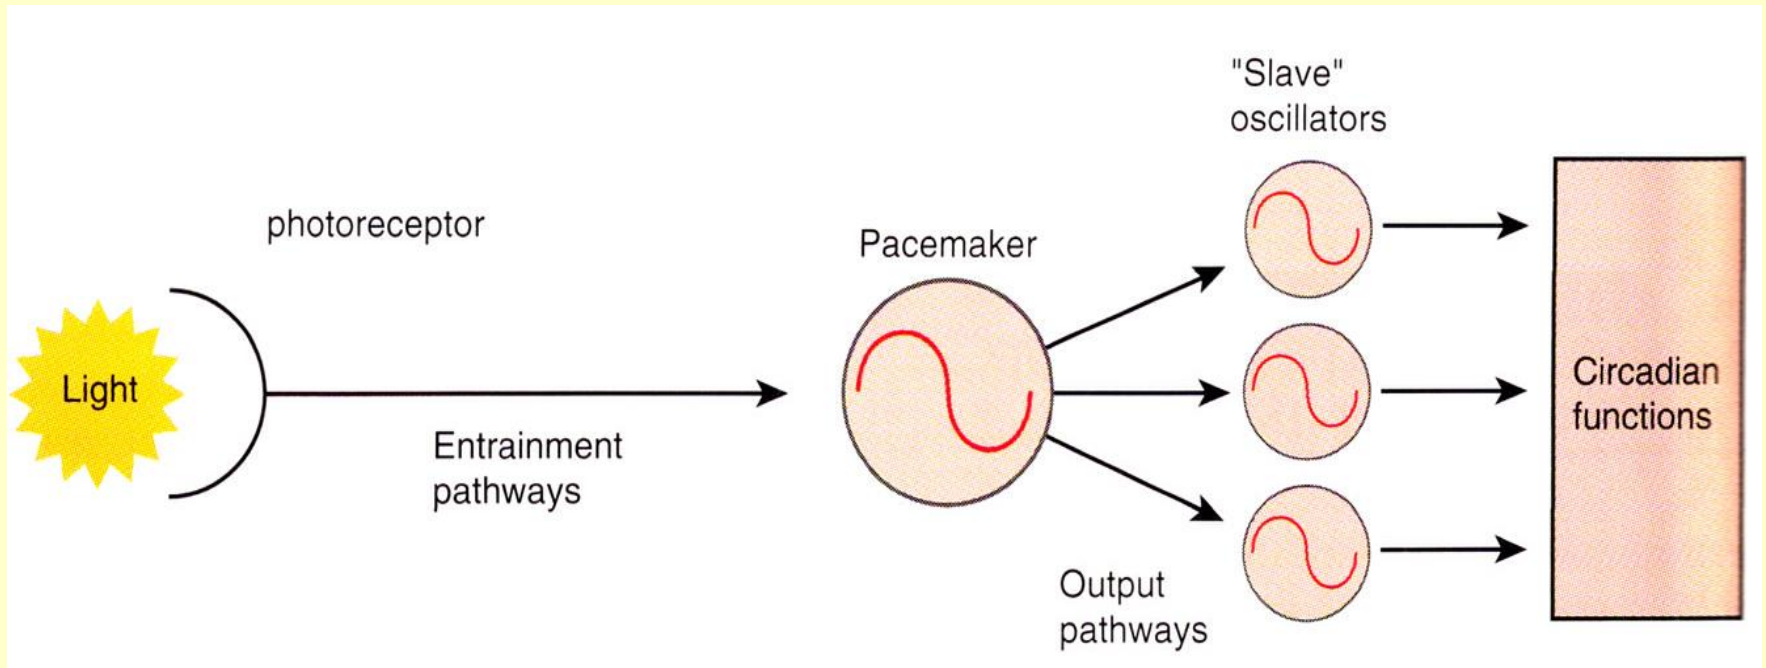 Light
photoreceptor
Entrainment
pathways
Pacemaker
"Slave"
oscillators
Output
pathways
Circadian
functions